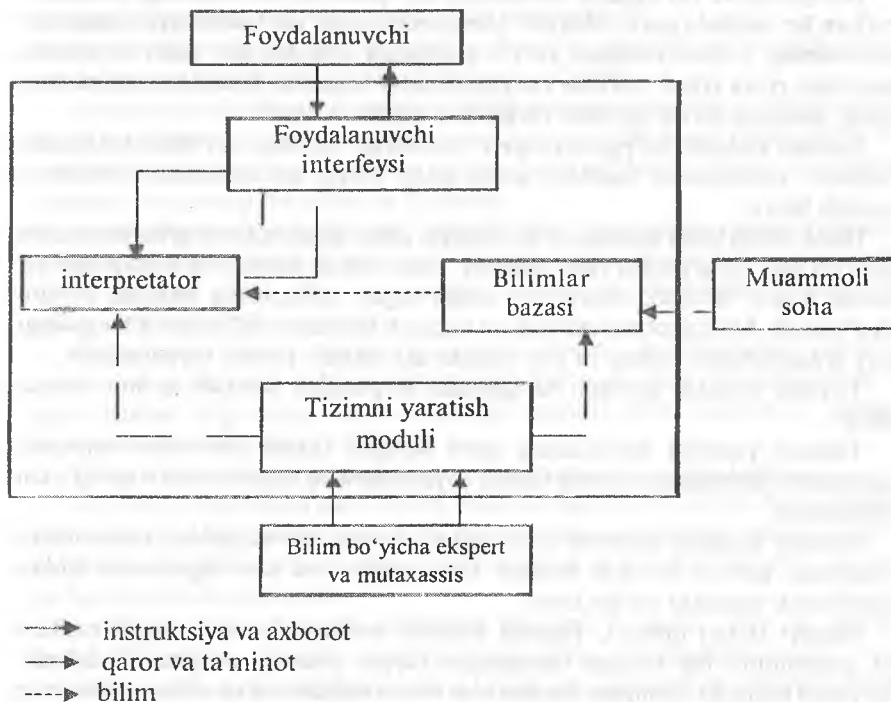 Foydalanuvchi
Foydalanuvchi
interfeysi
interpretator
Bilimlar
bazasi
Muammoli
soha
Tizimni yaratish
moduli
Bilim bo‘yicha ekspert
va mutaxassis
instruktsiya va axborot
qaror va ta'minot
bilim